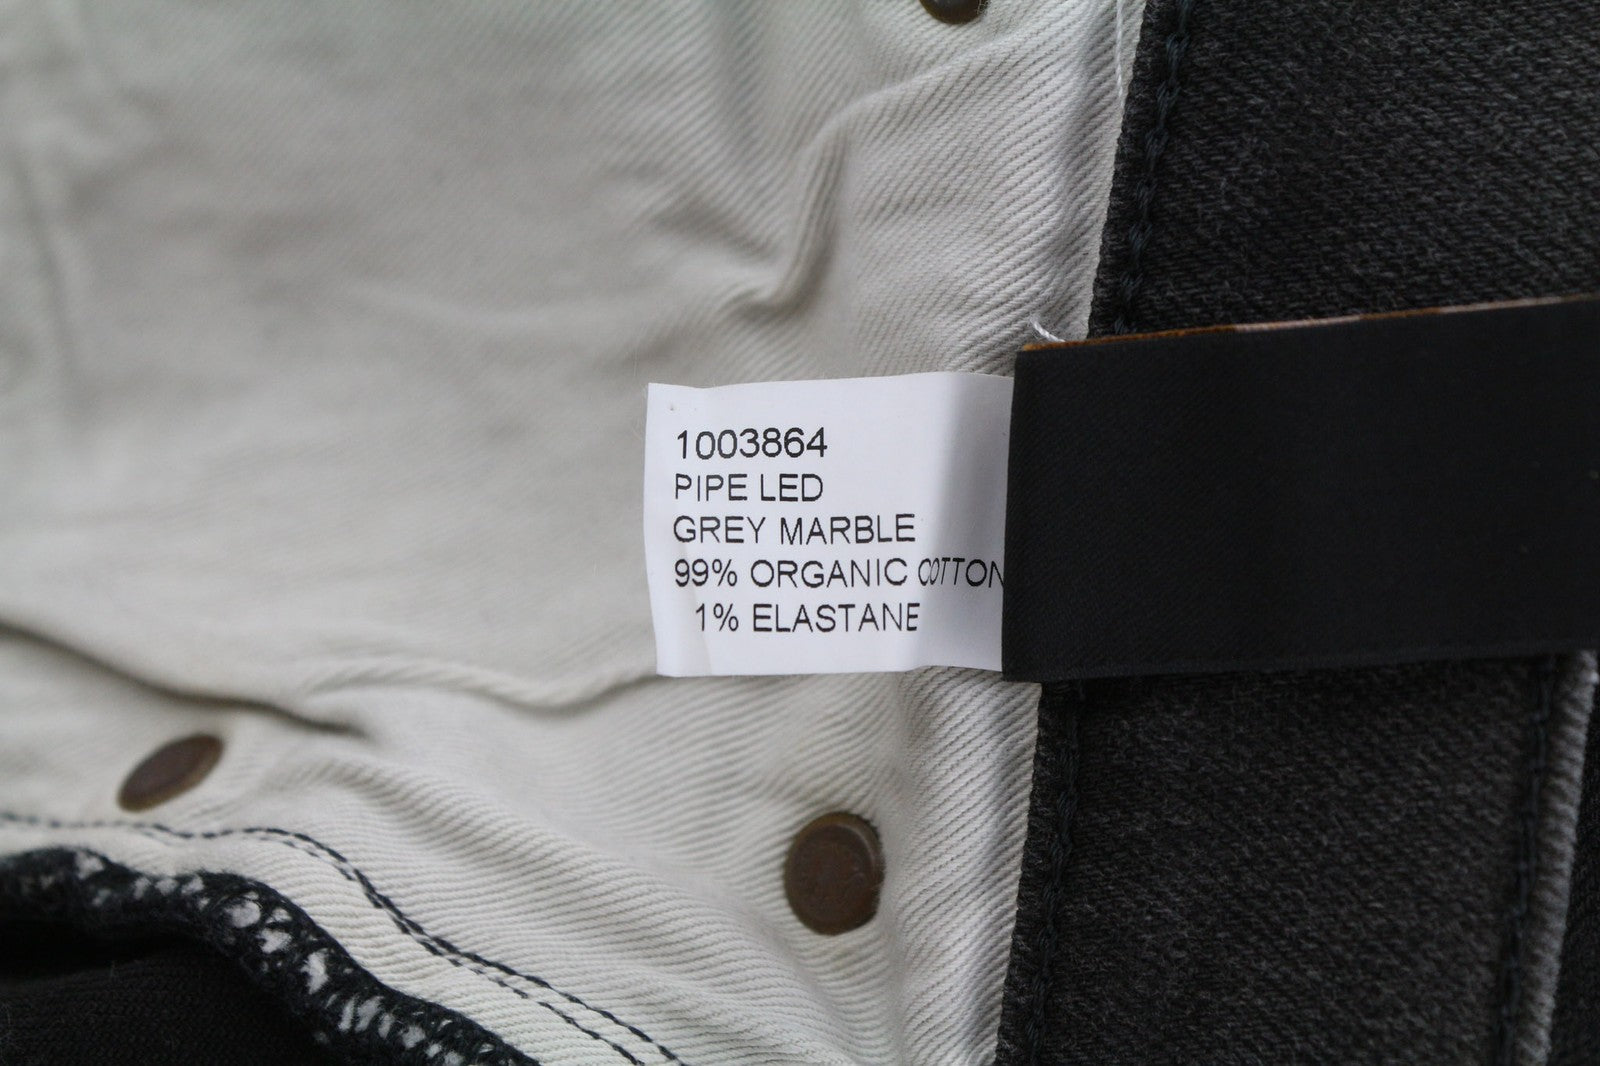 1003864
PIPE LED
GREY MARBLE
99% ORGANIC COTTON
1% ELASTANE